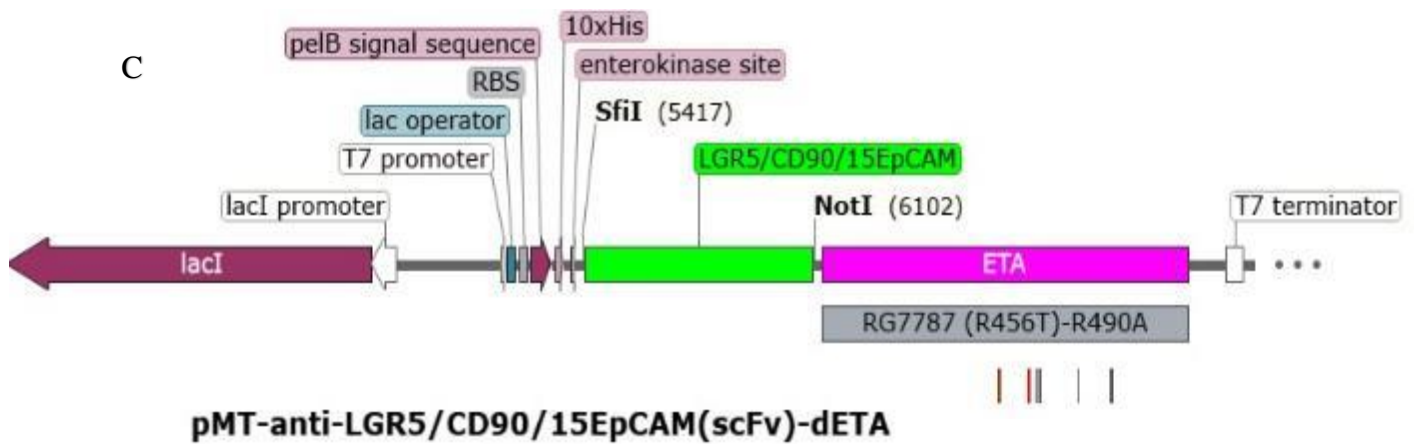 C
10xHis
pelB signal sequence
enterokinase site
RBS
SfiI (5417)
lac operator
T7 promoter
LGR5/CD90/15EpCAM
lacI promoter
NotI (6102)
T7 terminator
lacI
ETA
RG7787 (R456T)-R490A
pMT-anti-LGR5/CD90/15EpCAM(scFv)-dETA